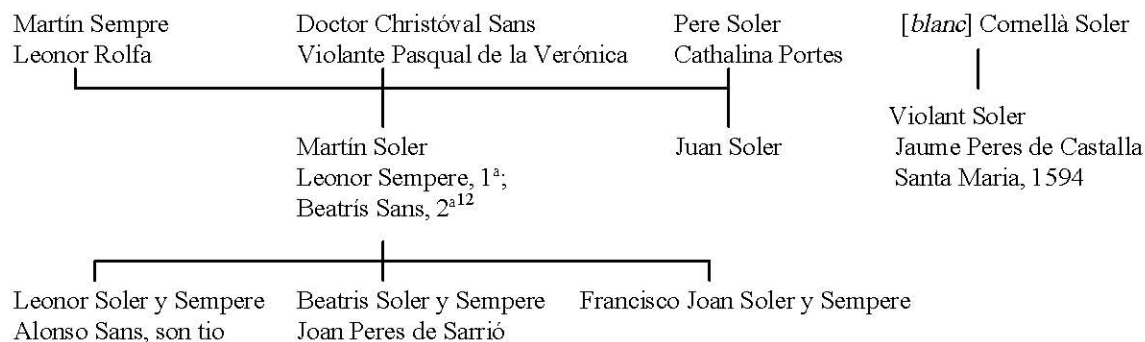 Martín Sempre
Leonor Rolfa
Doctor Christóval Sans
Violante Pasqual de la Verónica
Pere Soler
Cathalina Portes
[blanc] Cornellà Soler
Martín Soler
Leonor Sempere, 1ª;
Beatrís Sans, 2ª¹²
Juan Soler
Violant Soler
Jaume Peres de Castalla
Santa Maria, 1594
Leonor Soler y Sempere
Alonso Sans, son tio
Beatris Soler y Sempere
Joan Peres de Sarrió
Francisco Joan Soler y Sempere